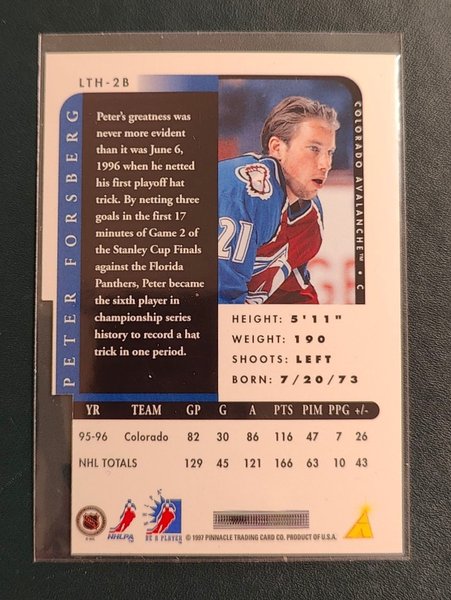 LTH-2B
PETER FORSBERG
Peter's greatness was
never more evident
than it was June 6,
1996 when he netted
his first playoff hat
trick. By netting three
goals in the first 17
minutes of Game 2 of
the Stanley Cup Finals
against the Florida
Panthers, Peter became
the sixth player in
championship series
history to record a hat
trick in one period.
21
COLORADO AVALANCHE™ • C
HEIGHT: 5'11"
WEIGHT: 190
SHOOTS: LEFT
BORN: 7/20/73
YR TEAM GP G A PTS PIM PPG +/-
95-96 Colorado 82 30 86 116 47 7 26
NHL TOTALS 129 45 121 166 63 10 43
NHLPA
BE A PLAYER
© 1997 PINNACLE TRADING CARD CO. PRODUCT OF U.S.A.